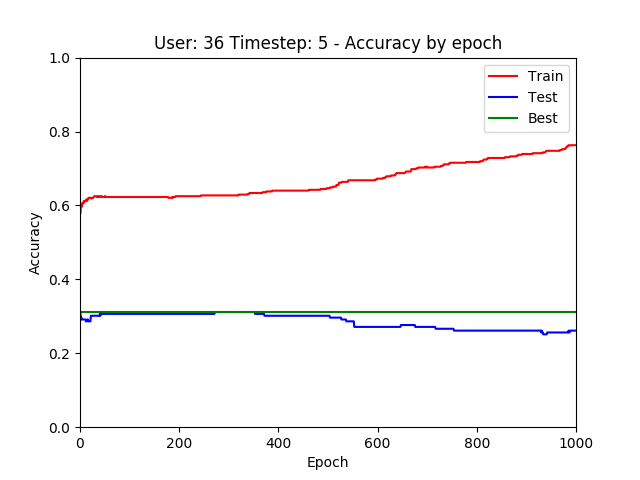 User: 36 Timestep: 5 - Accuracy by epoch
1.0
0.8
0.6
0.4
0.2
0.0
Accuracy
Train
Test
Best
0 200 400 600 800 1000
Epoch